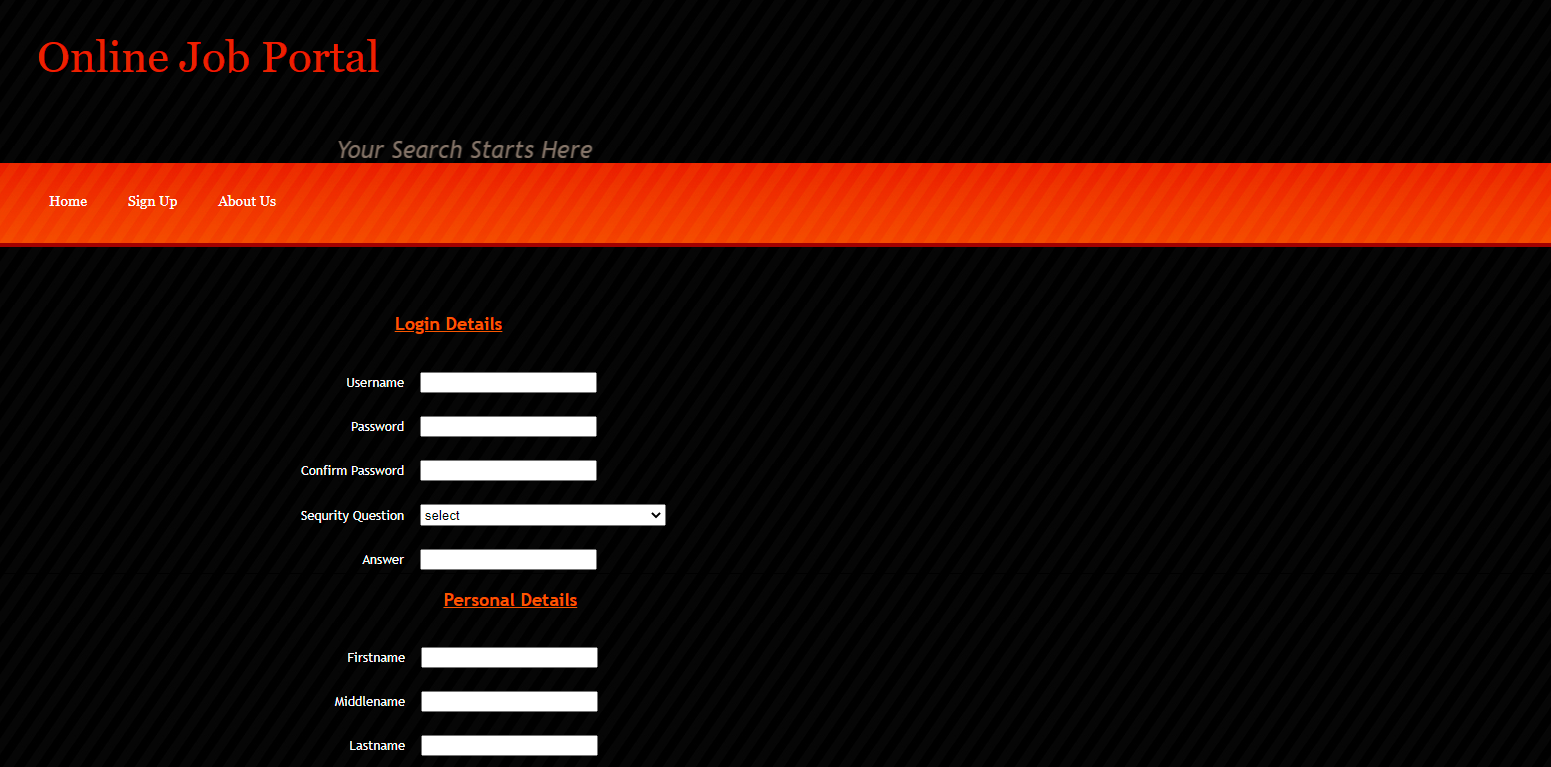 Online Job Portal
Your Search Starts Here
Home Sign Up About Us
Login Details
Username
Password
Confirm Password
Sequrity Question select
Answer
Personal Details
Firstname
Middlename
Lastname